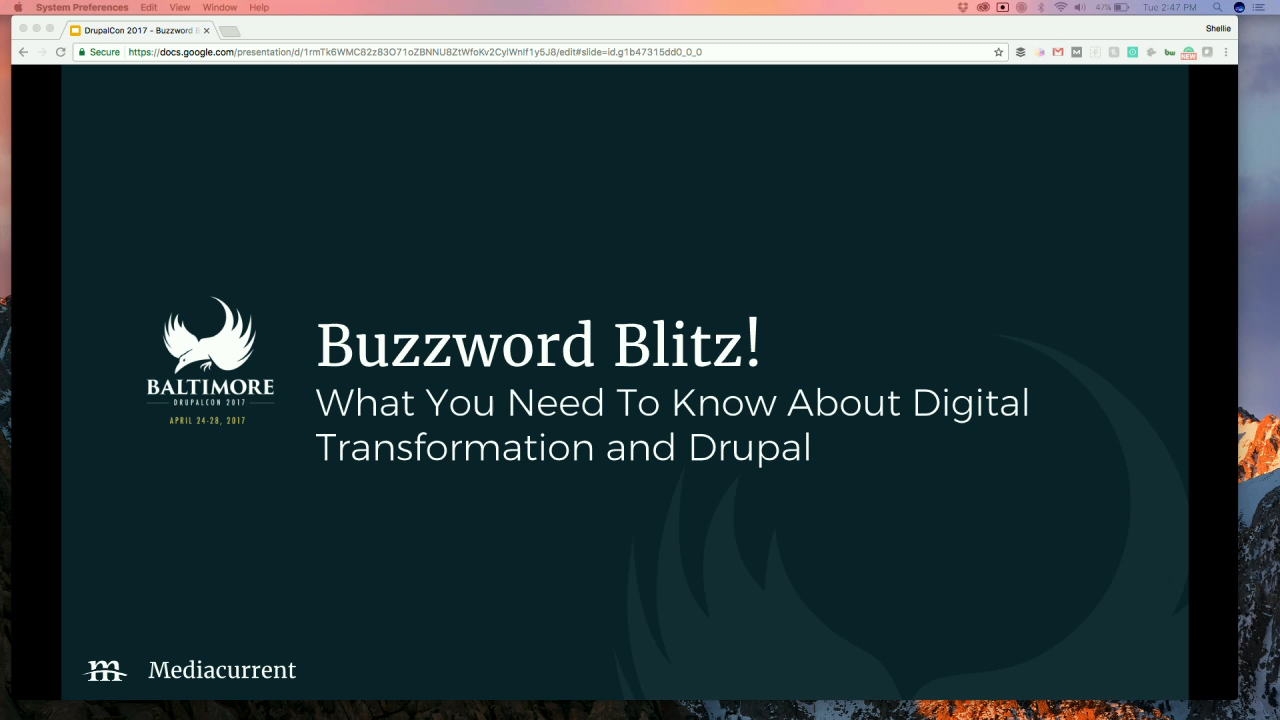 System Preferences Edit View Window Help
47% Tue 2:47 PM
DrupalCon 2017 - Buzzword B
Shellie
Secure https://docs.google.com/presentation/d/1rmTk6WMC82z83O71oZBNNU8ZtWfoKv2CylWnIf1y5J8/edit#slide=id.g1b47315dd0_0_0
Buzzword Blitz!
What You Need To Know About Digital
Transformation and Drupal
BALTIMORE
DRUPALCON 2017
APRIL 24-28, 2017
m Mediacurrent